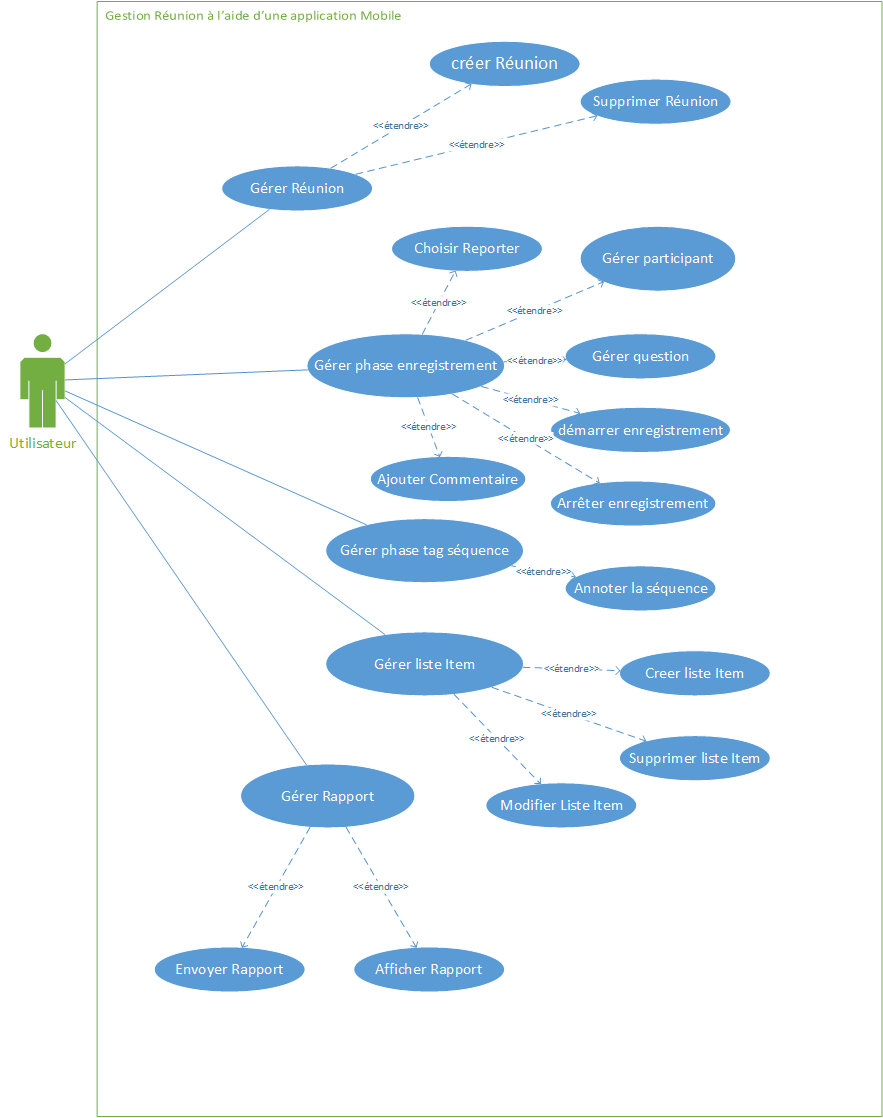 Gestion Réunion à l'aide d'une application Mobile
créer Réunion
Supprimer Réunion
<<étendre>>
<<étendre>>
Gérer Réunion
Choisir Reporter
Gérer participant
<<étendre>>
<<étendre>>
Gérer phase enregistrement
<<étendre>>
Gérer question
<<étendre>>
démarrer enregistrement
<<étendre>>
<<étendre>>
Utilisateur
Ajouter Commentaire
Arrêter enregistrement
Gérer phase tag séquence
<<étendre>>
Annoter la séquence
Gérer liste Item
<<étendre>>
Creer liste Item
<<étendre>>
<<étendre>>
Supprimer liste Item
Gérer Rapport
Modifier Liste Item
<<étendre>>
<<étendre>>
Envoyer Rapport
Afficher Rapport